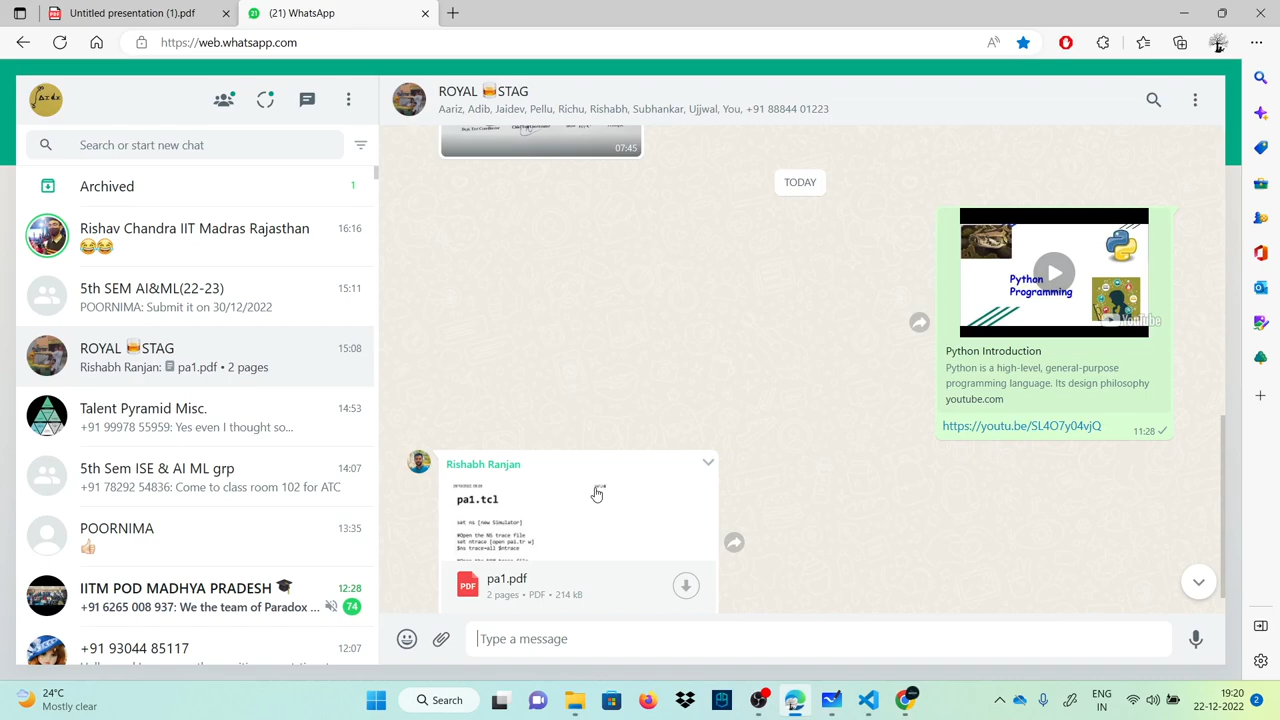 Untitled presentation (1).pdf
(21) WhatsApp
https://web.whatsapp.com
ROYAL 🥃STAG
Aariz, Adib, Jaidev, Pellu, Richu, Rishabh, Subhankar, Ujjwal, You, +91 88844 01223
Search or start new chat
Archived
1
Rishav Chandra IIT Madras Rajasthan
16:16
😂😂
5th SEM AI&ML(22-23)
15:11
POORNIMA: Submit it on 30/12/2022
ROYAL 🥃STAG
15:08
Rishabh Ranjan: pa1.pdf • 2 pages
Talent Pyramid Misc.
14:53
+91 99978 55959: Yes even I thought so...
5th Sem ISE & AI ML grp
14:07
+91 78292 54836: Come to class room 102 for ATC
POORNIMA
13:35
👍🏻
IITM POD MADHYA PRADESH 🎓
12:28
+91 6265 008 937: We the team of Paradox ...
74
+91 93044 85117
12:07
07:45
TODAY
Python
Programming
YouTube
Python Introduction
Python is a high-level, general-purpose
programming language. Its design philosophy
youtube.com
https://youtu.be/SL4O7y04vjQ
11:28
Rishabh Ranjan
pa1.tcl
set ns [new Simulator]
#Open the NS trace file
set ntrace [open pa1.tr w]
$ns trace-all $ntrace
PDF
pa1.pdf
2 pages • PDF • 214 kB
Type a message
24°C
Mostly clear
Search
ENG
IN
19:20
22-12-2022
2